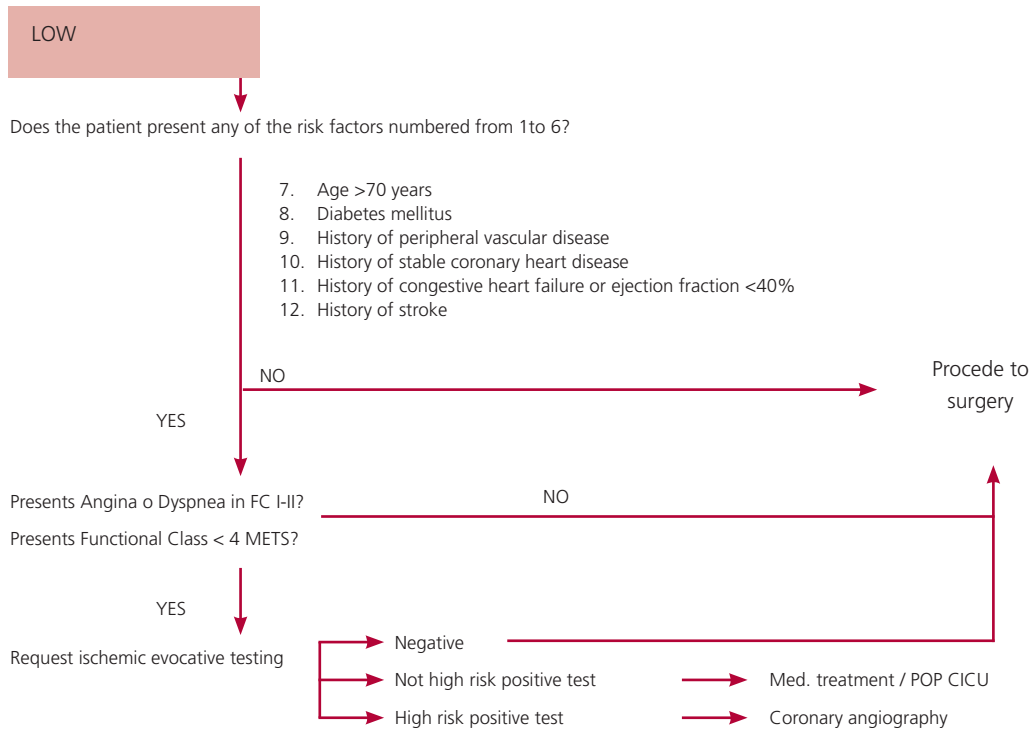 LOW
Does the patient present any of the risk factors numbered from 1to 6?
7. Age >70 years
8. Diabetes mellitus
9. History of peripheral vascular disease
10. History of stable coronary heart disease
11. History of congestive heart failure or ejection fraction <40%
12. History of stroke
NO
Procede to
surgery
YES
Presents Angina o Dyspnea in FC I-II?
NO
Presents Functional Class < 4 METS?
YES
Request ischemic evocative testing
Negative
Not high risk positive test
Med. treatment / POP CICU
High risk positive test
Coronary angiography